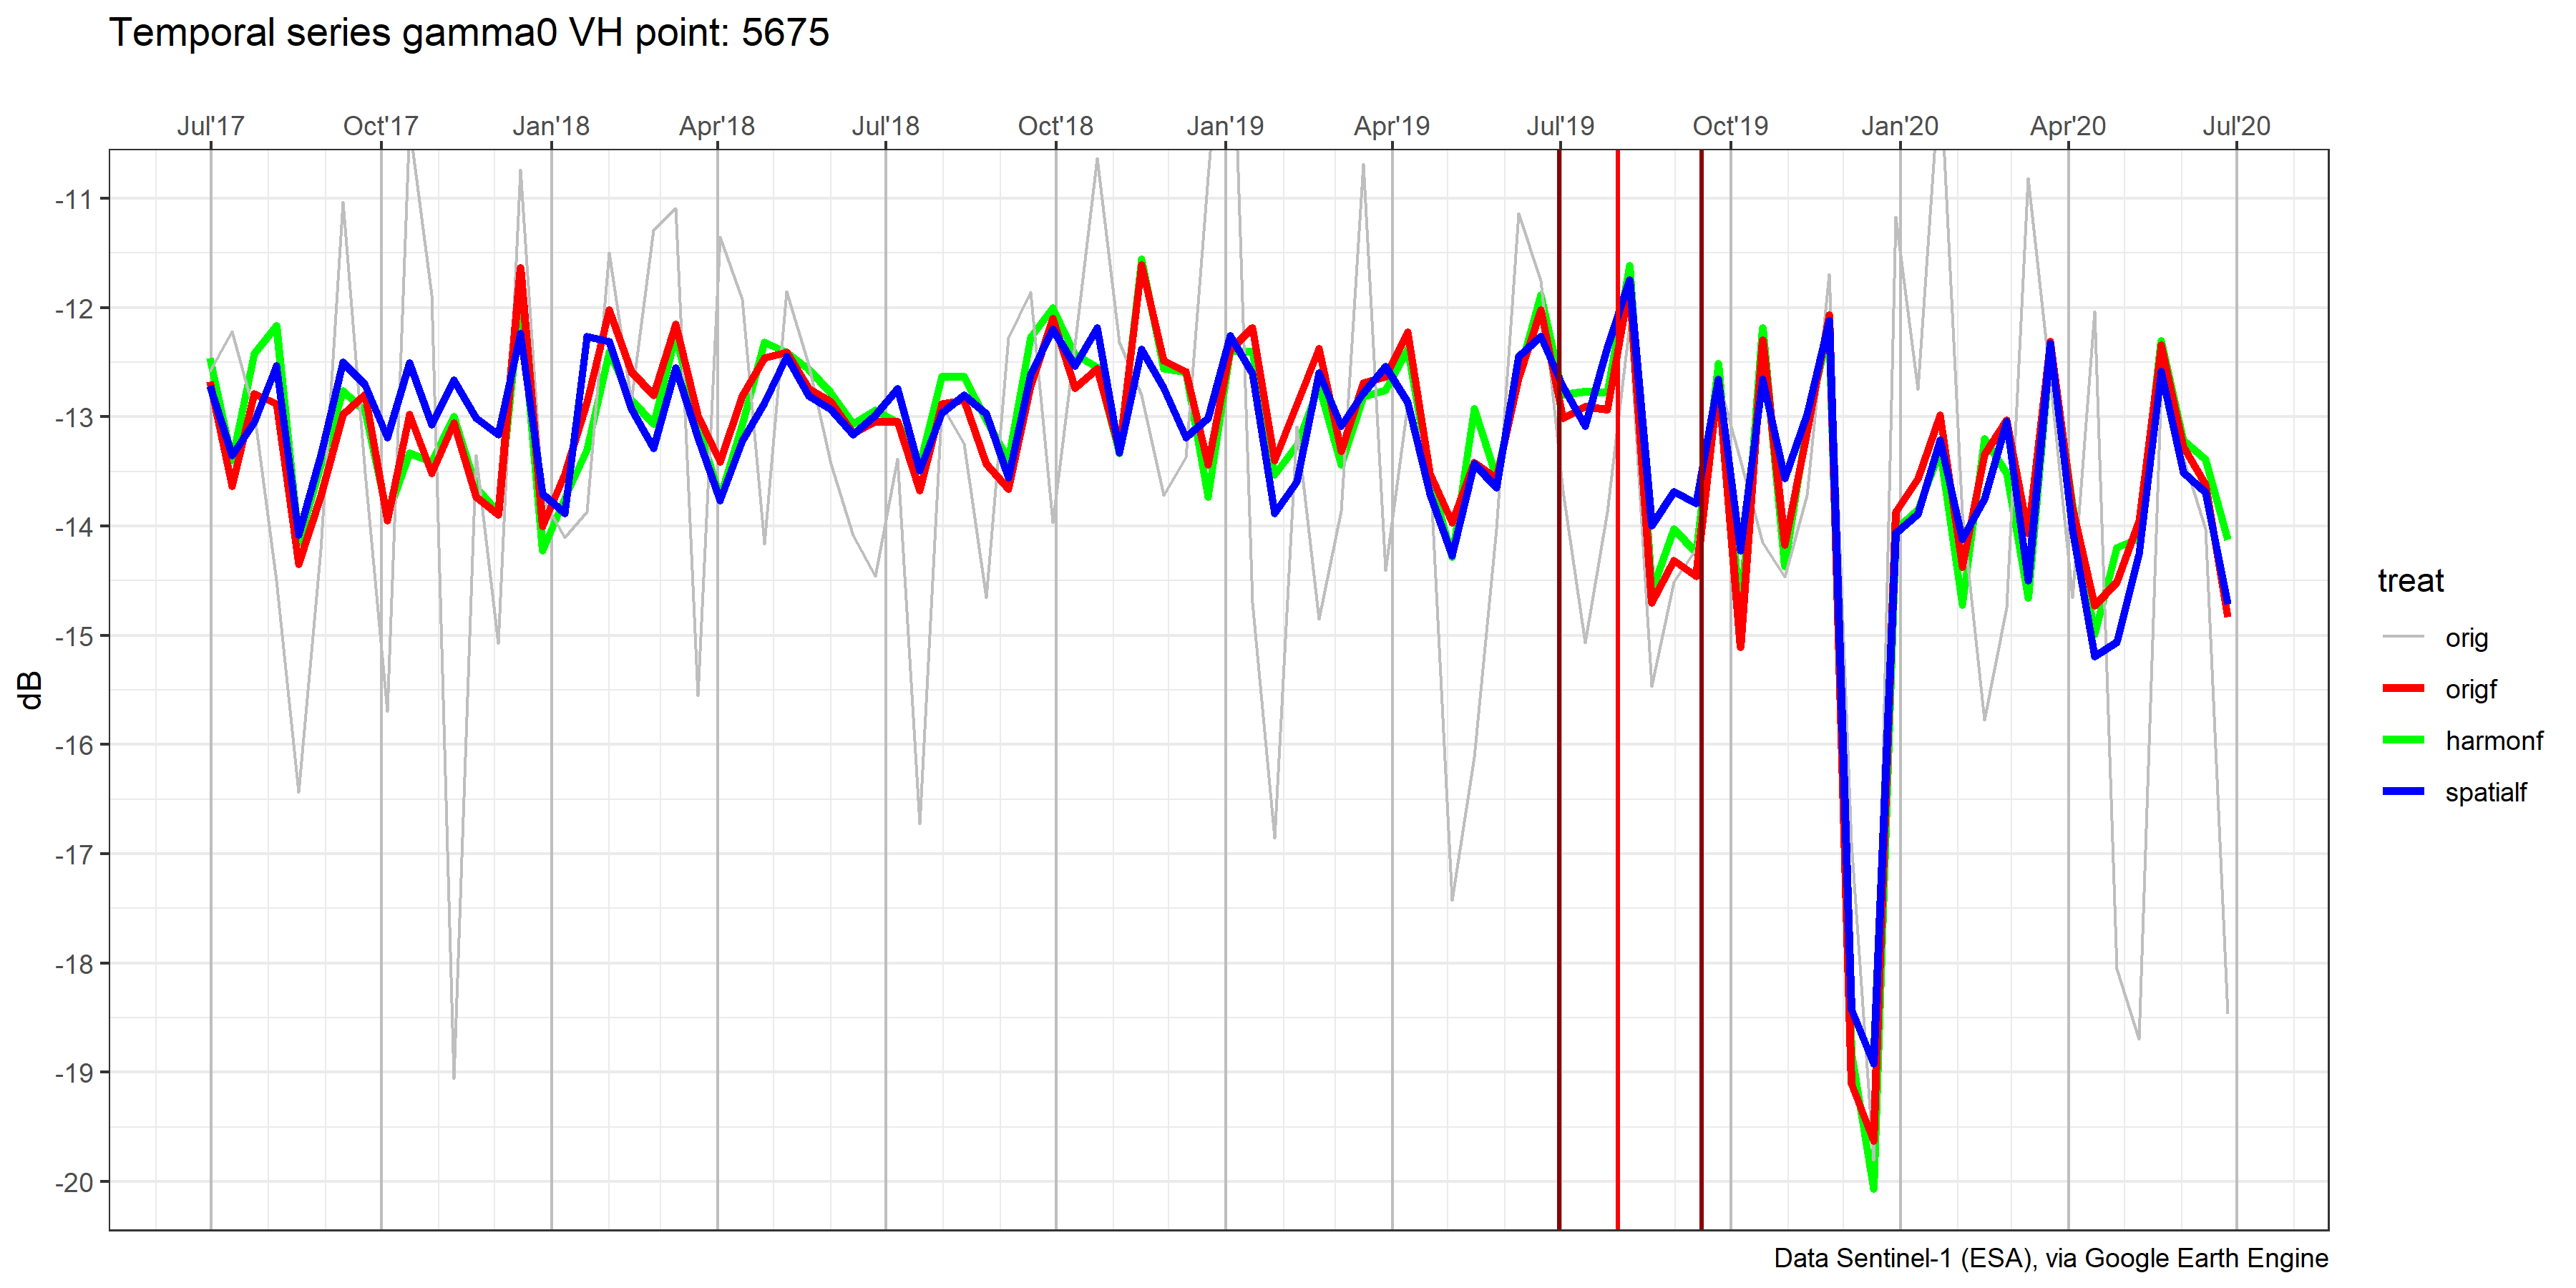 Temporal series gamma0 VH point: 5675
Jul'17 Oct'17 Jan'18 Apr'18 Jul'18 Oct'18 Jan'19 Apr'19 Jul'19 Oct'19 Jan'20 Apr'20 Jul'20
-11
-12
-13
-14
-15
-16
-17
-18
-19
-20
dB
treat
orig
origf
harmonf
spatialf
Data Sentinel-1 (ESA), via Google Earth Engine